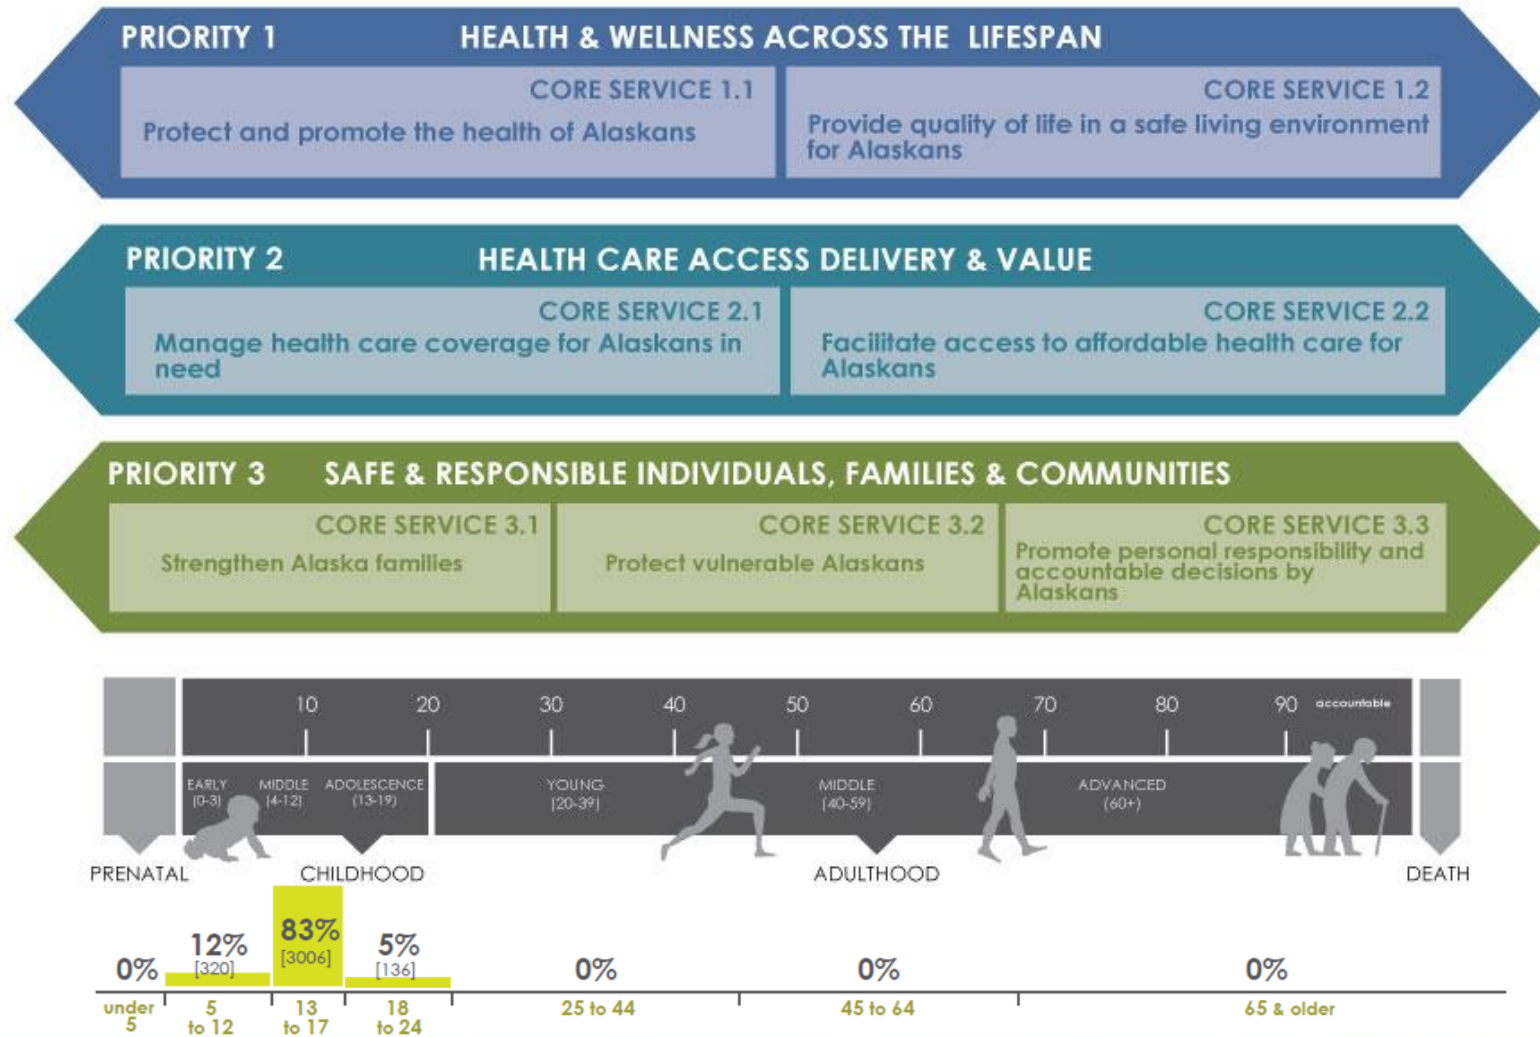 PRIORITY 1 HEALTH & WELLNESS ACROSS THE LIFESPAN
CORE SERVICE 1.1
Protect and promote the health of Alaskans
CORE SERVICE 1.2
Provide quality of life in a safe living environment
for Alaskans
PRIORITY 2 HEALTH CARE ACCESS DELIVERY & VALUE
CORE SERVICE 2.1
Manage health care coverage for Alaskans in
need
CORE SERVICE 2.2
Facilitate access to affordable health care for
Alaskans
PRIORITY 3 SAFE & RESPONSIBLE INDIVIDUALS, FAMILIES & COMMUNITIES
CORE SERVICE 3.1
Strengthen Alaska families
CORE SERVICE 3.2
Protect vulnerable Alaskans
CORE SERVICE 3.3
Promote personal responsibility and
accountable decisions by
Alaskans
10 20 30 40 50 60 70 80 90 accountable
EARLY
(0-3)
MIDDLE
(4-12)
ADOLESCENCE
(13-19)
YOUNG
(20-39)
MIDDLE
(40-59)
ADVANCED
(60+)
PRENATAL CHILDHOOD ADULTHOOD DEATH
0%
12%
[320]
83%
[3006]
5%
[136]
0%
0%
0%
under
5
5
to 12
13
to 17
18
to 24
25 to 44
45 to 64
65 & older